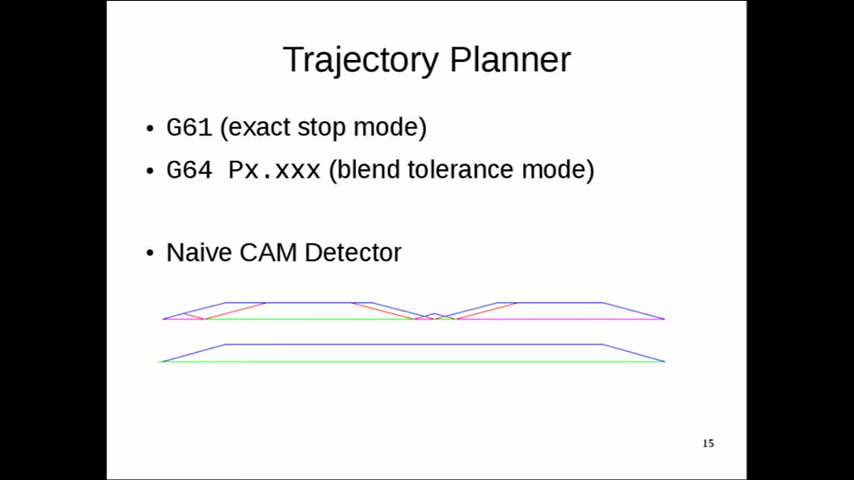 Trajectory Planner
• G61 (exact stop mode)
• G64 Px.xxx (blend tolerance mode)
• Naive CAM Detector
15